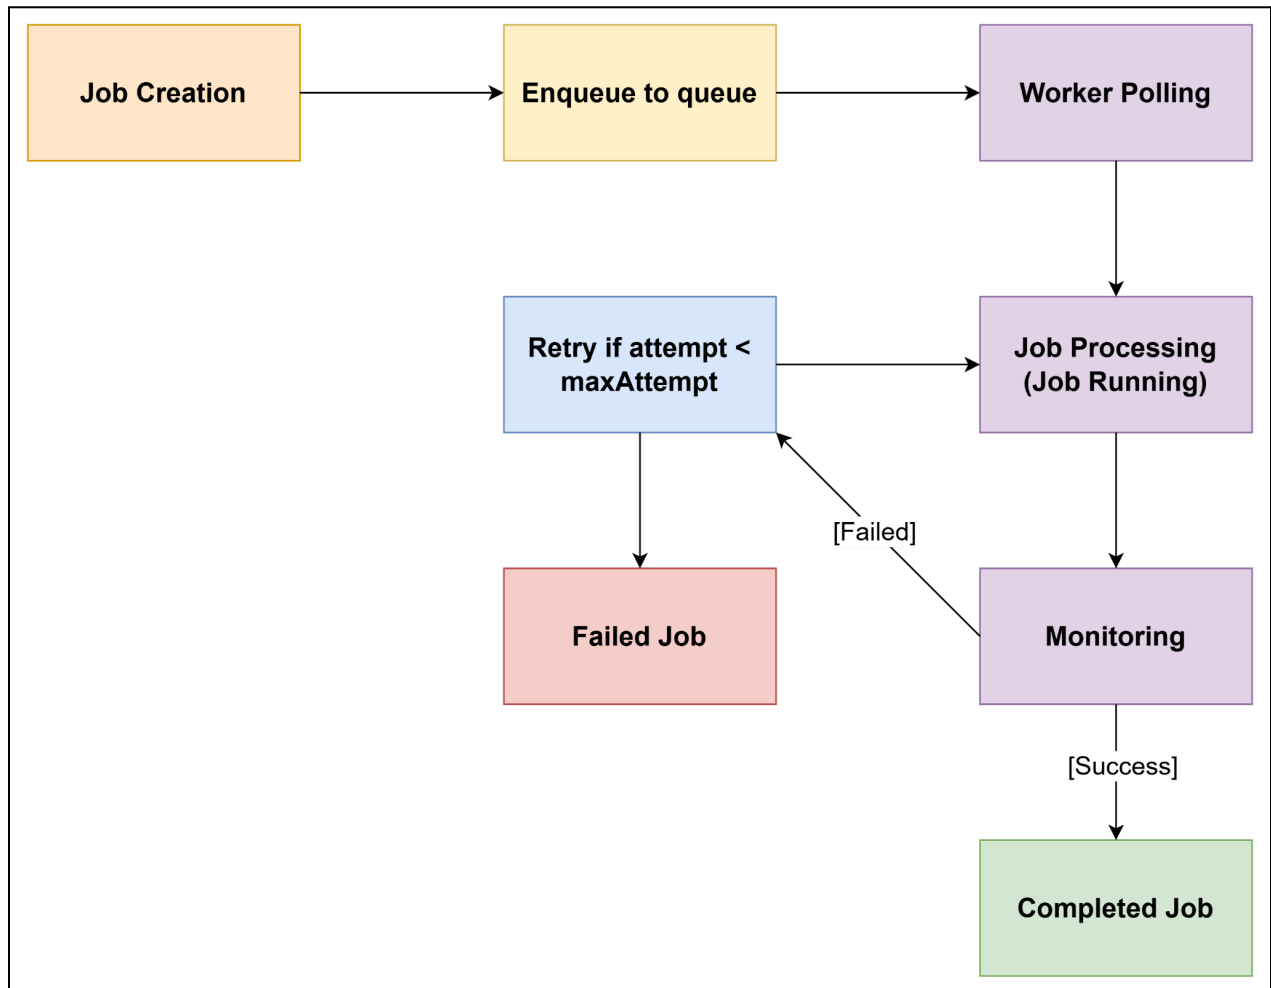 Job Creation
Enqueue to queue
Worker Polling
Retry if attempt <
maxAttempt
Job Processing
(Job Running)
[Failed]
Failed Job
Monitoring
[Success]
Completed Job